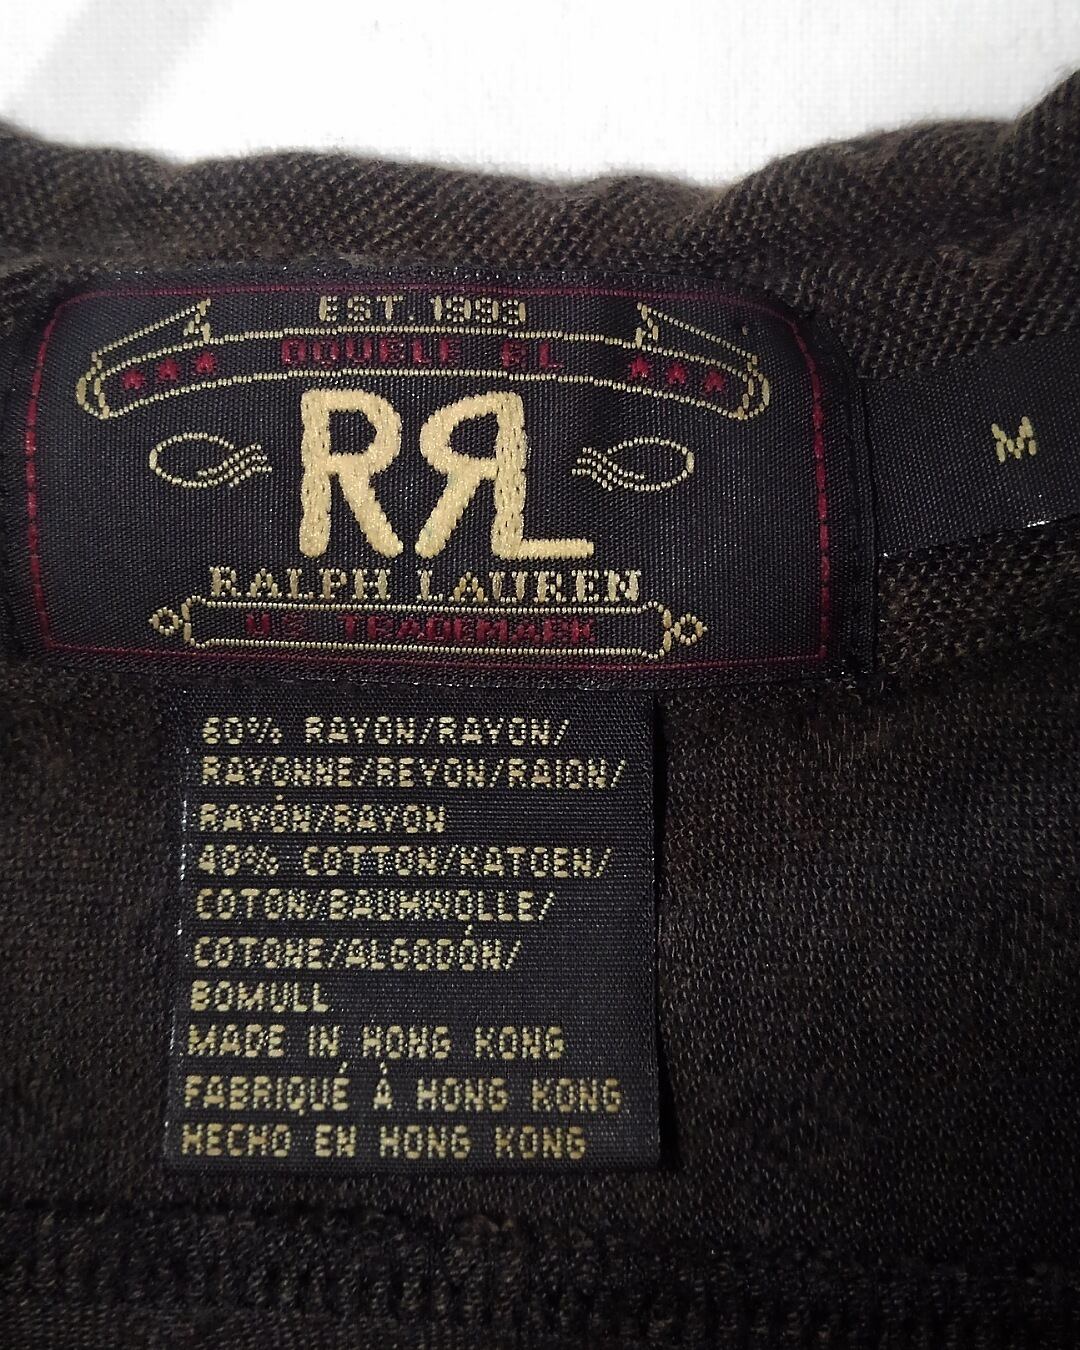 EST. 1993
DOUBLE RL
RRL
RALPH LAUREN
U.S. TRADEMARK
M
60% RAYON/RAYON/
RAYONNE/REYON/RAION/
RAYÓN/RAYON
40% COTTON/KATOEN/
COTON/BAUMWOLLE/
COTONE/ALGODÓN/
BOMULL
MADE IN HONG KONG
FABRIQUÉ À HONG KONG
HECHO EN HONG KONG